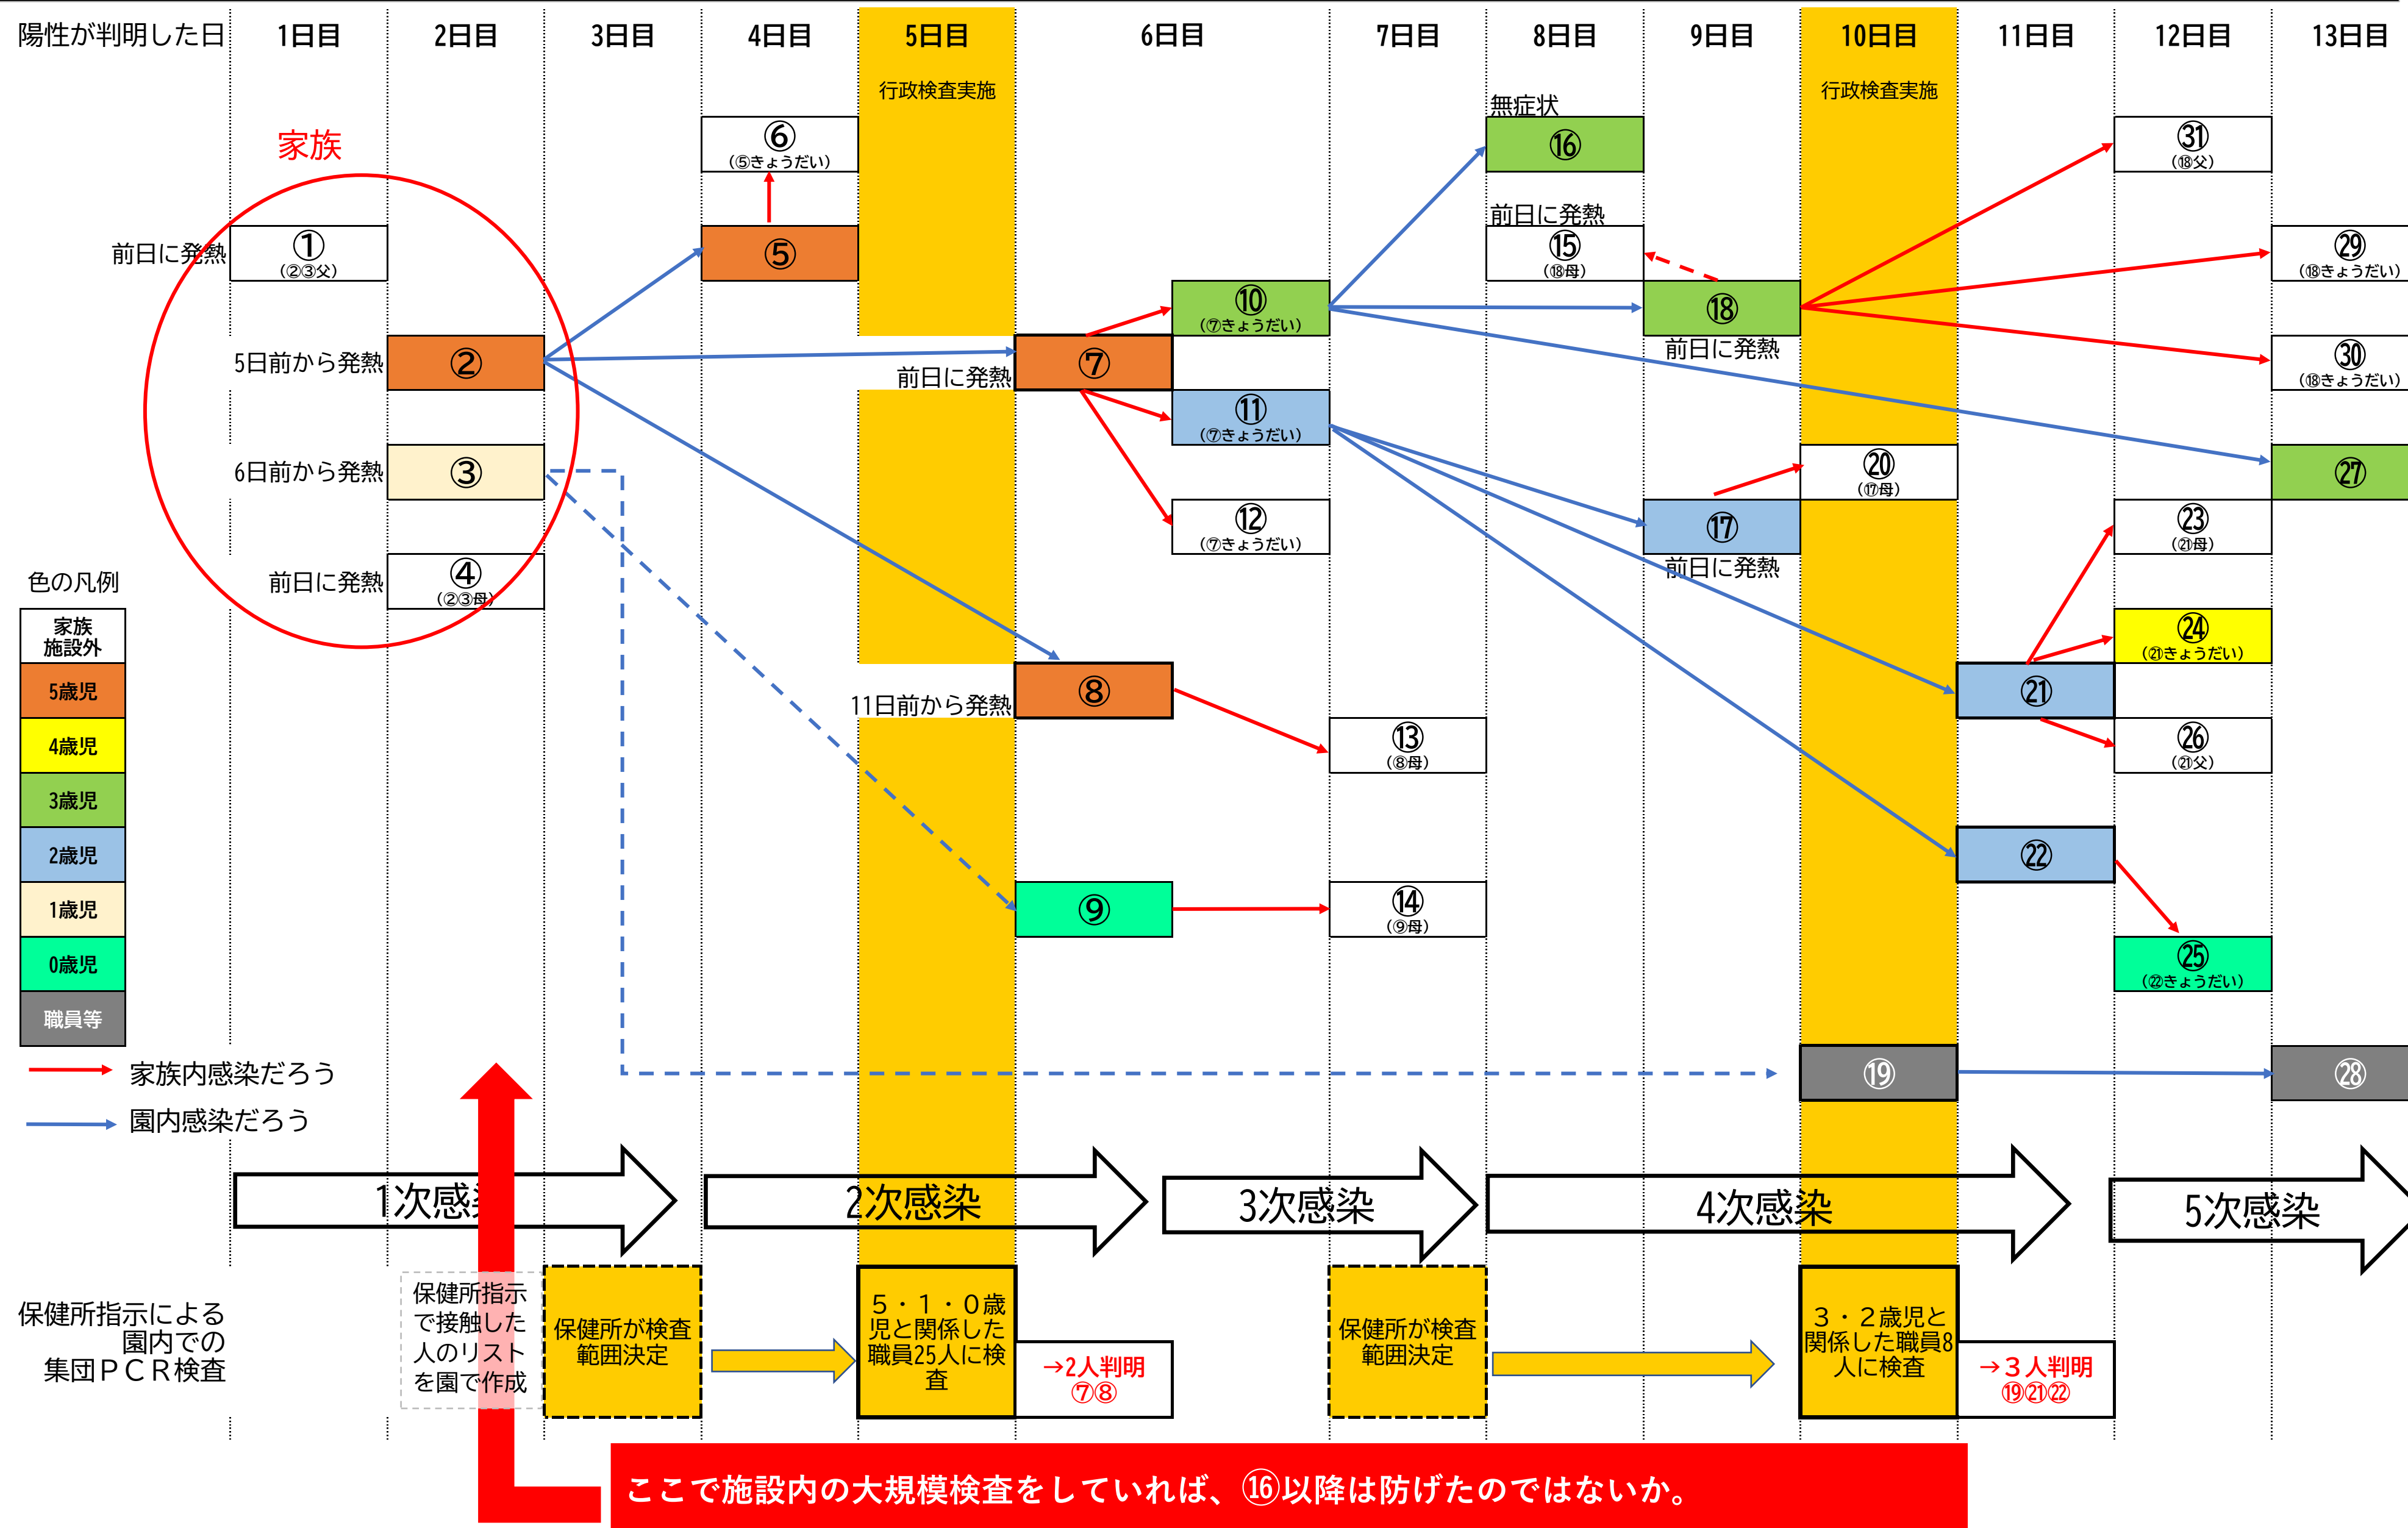 陽性が判明した日
1日目
2日目
3日目
4日目
5日目
6日目
7日目
8日目
9日目
10日目
11日目
12日目
13日目
行政検査実施
行政検査実施
無症状
家族
⑥
(⑤きょうだい)
⑯
㉛
(⑱父)
前日に発熱
前日に発熱
①
(②③父)
⑤
⑮
(⑱母)
㉙
(⑱きょうだい)
⑩
(⑦きょうだい)
⑱
前日に発熱
5日前から発熱
②
前日に発熱
⑦
㉚
(⑱きょうだい)
⑪
(⑦きょうだい)
6日前から発熱
③
⑳
(⑰母)
㉗
⑫
(⑦きょうだい)
⑰
前日に発熱
㉓
(㉑母)
前日に発熱
④
(②③母)
㉔
(㉑きょうだい)
11日前から発熱
⑧
㉑
⑬
(⑧母)
㉖
(㉑父)
㉒
⑨
⑭
(⑨母)
㉕
(㉒きょうだい)
⑲
㉘
色の凡例
家族
施設外
5歳児
4歳児
3歳児
2歳児
1歳児
0歳児
職員等
家族内感染だろう
園内感染だろう
1次感染
2次感染
3次感染
4次感染
5次感染
保健所指示による
園内での
集団ＰＣＲ検査
保健所指示
で接触した
人のリスト
を園で作成
保健所が検査
範囲決定
５・１・０歳
児と関係した
職員25人に検
査
→2人判明
⑦⑧
保健所が検査
範囲決定
３・２歳児と
関係した職員8
人に検査
→３人判明
⑲㉑㉒
ここで施設内の大規模検査をしていれば、⑯以降は防げたのではないか。